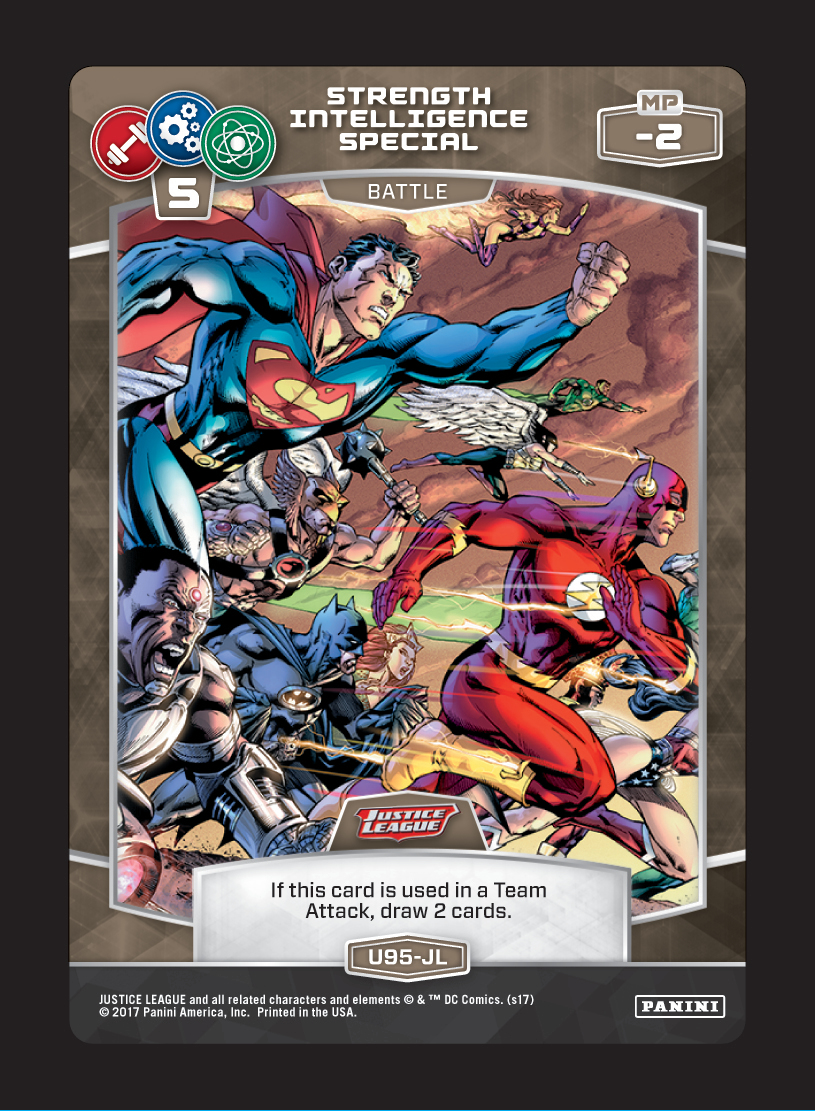 STRENGTH
INTELLIGENCE
SPECIAL
MP
-2
5
BATTLE
S
JUSTICE
LEAGUE
If this card is used in a Team
Attack, draw 2 cards.
U95-JL
JUSTICE LEAGUE and all related characters and elements © & ™ DC Comics. (s17)
© 2017 Panini America, Inc. Printed in the USA.
PANINI